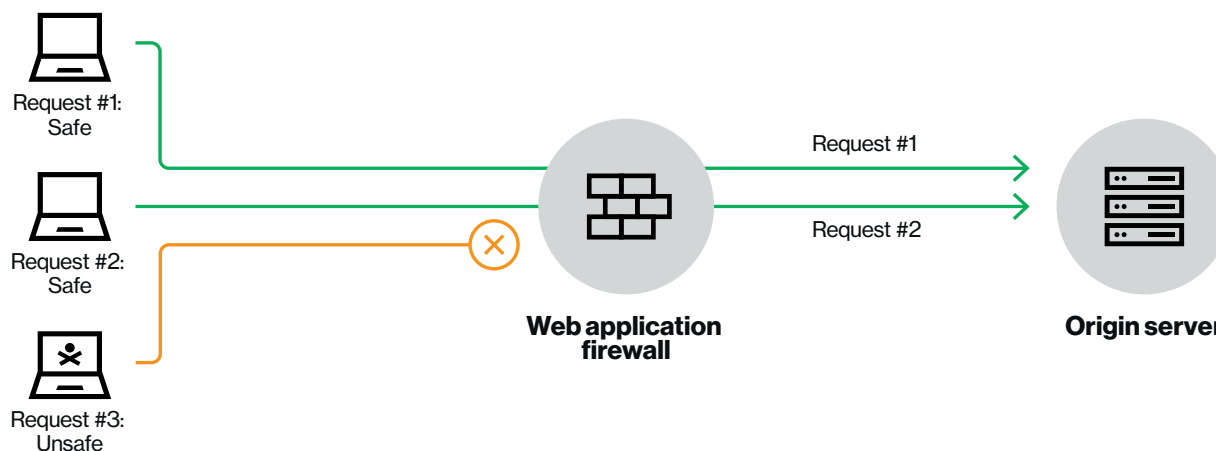 Request #1:
Safe
Request #2:
Safe
Request #3:
Unsafe
Web application
firewall
Request #1
Request #2
Origin server